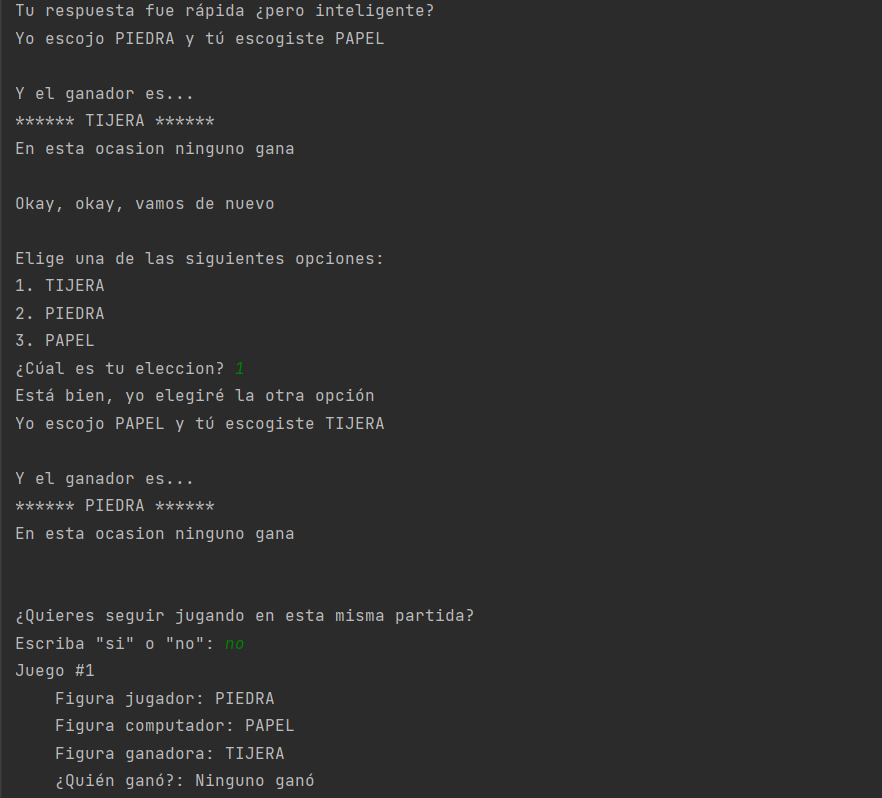 Tu respuesta fue rápida ¿pero inteligente?
Yo escojo PIEDRA y tú escogiste PAPEL
Y el ganador es...
****** TIJERA ******
En esta ocasion ninguno gana
Okay, okay, vamos de nuevo
Elige una de las siguientes opciones:
1. TIJERA
2. PIEDRA
3. PAPEL
¿Cúal es tu eleccion? 1
Está bien, yo elegiré la otra opción
Yo escojo PAPEL y tú escogiste TIJERA
Y el ganador es...
****** PIEDRA ******
En esta ocasion ninguno gana
¿Quieres seguir jugando en esta misma partida?
Escriba "si" o "no": no
Juego #1
Figura jugador: PIEDRA
Figura computador: PAPEL
Figura ganadora: TIJERA
¿Quién ganó?: Ninguno ganó